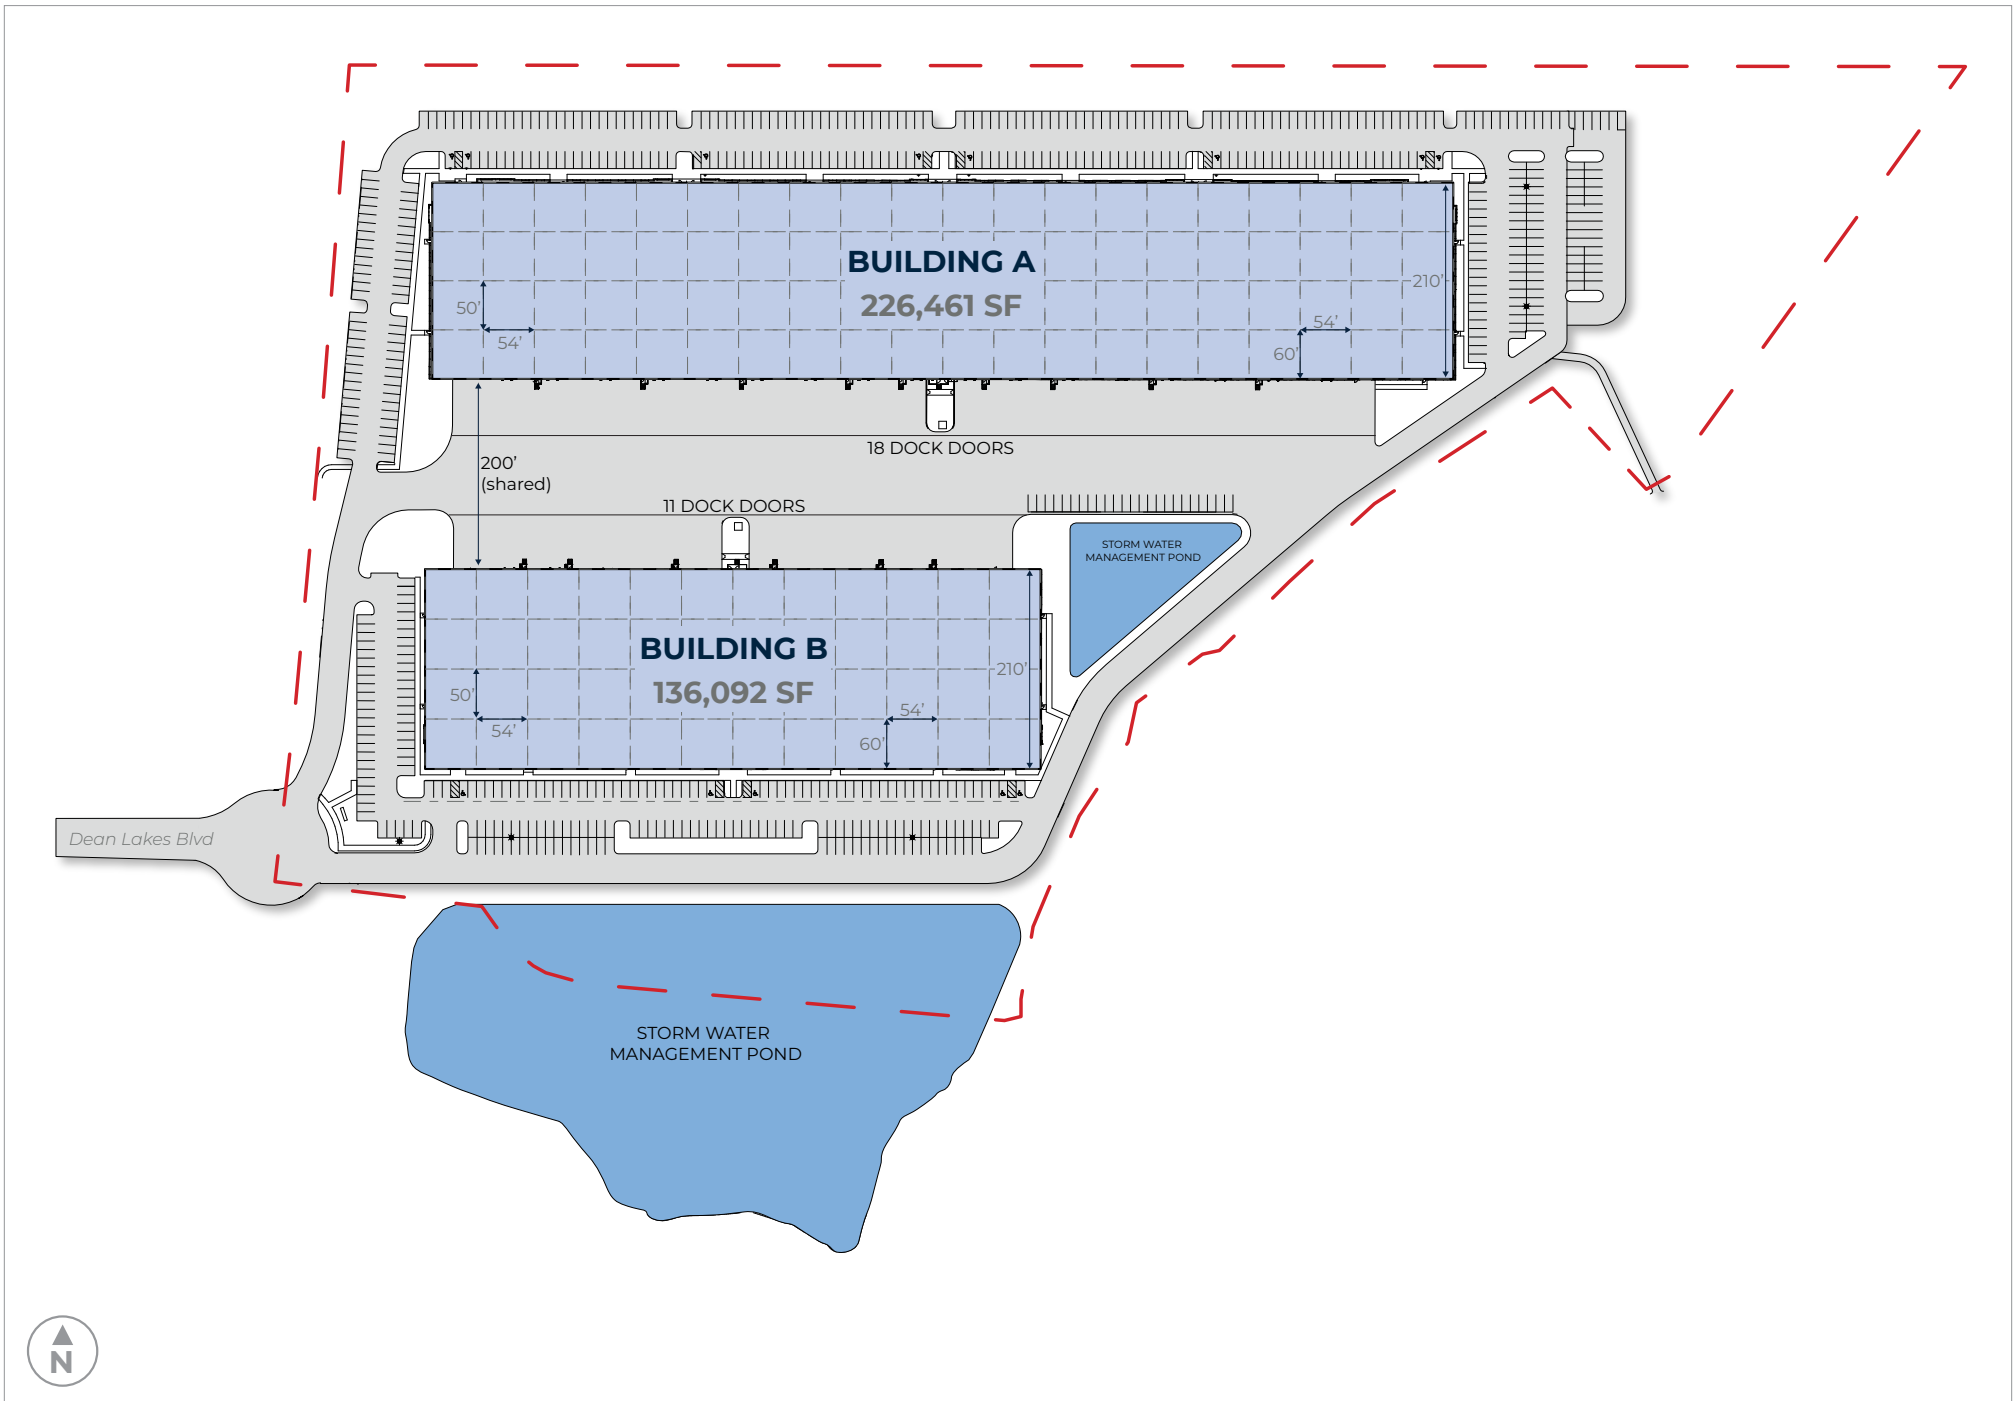 BUILDING A
226,461 SF
210'
50'
54'
54'
60'
18 DOCK DOORS
200'
(shared)
11 DOCK DOORS
STORM WATER
MANAGEMENT POND
BUILDING B
136,092 SF
210'
50'
54'
54'
60'
Dean Lakes Blvd
STORM WATER
MANAGEMENT POND
N